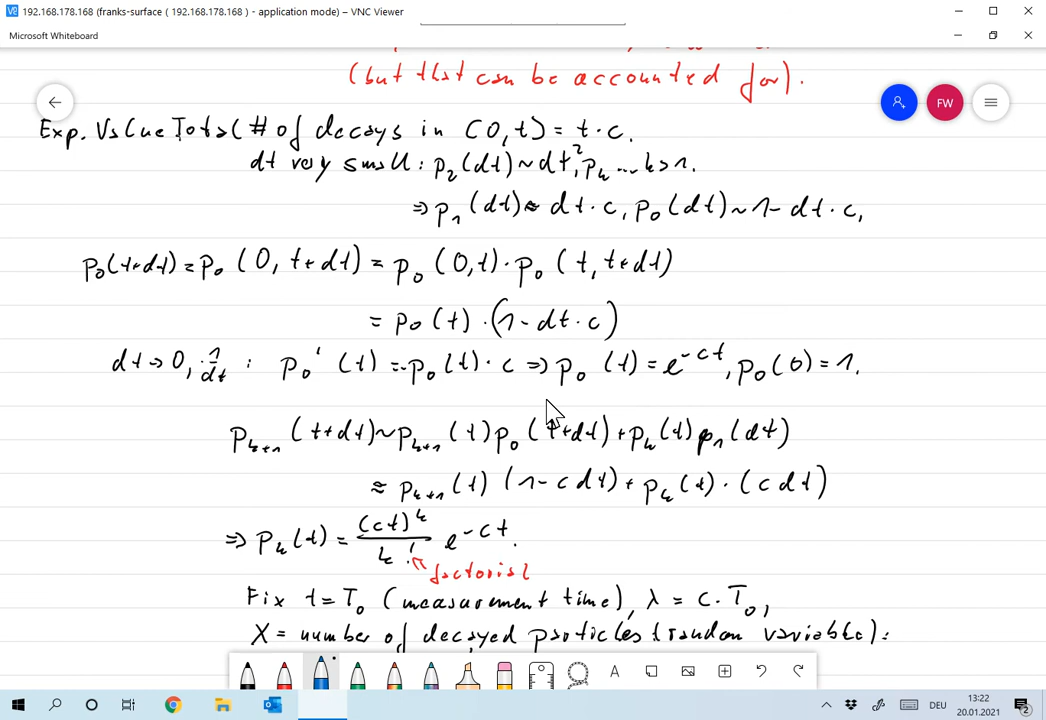 192.168.178.168 (franks-surface ( 192.168.178.168 ) - application mode) – VNC Viewer
Microsoft Whiteboard
(but that can be accounted for).
FW
Exp. Value Total # of decays in (0,t) = t·c.
dt very small: p₂(dt)~dt², pₖ ... k>1.
⇒ p₁(dt) ≈ dt·c, p₀(dt) ~ 1-dt·c,
p₀(t+dt) = p₀(0, t+dt) = p₀(0,t)·p₀(t, t+dt)
= p₀(t)·(1-dt·c)
dt→0, ·1/dt : p₀'(t) = -p₀(t)·c ⇒ p₀(t) = e^-ct, p₀(0) = 1.
pₖ₊₁(t+dt) ~ pₖ₊₁(t) p₀(t+dt) + pₖ(t) p₁(dt)
≈ pₖ₊₁(t) (1-c dt) + pₖ(t)·(c dt)
⇒ pₖ(t) = (ct)^k / k! e^-ct.
factorial
Fix t = T₀ (measurement time), λ = c·T₀,
X = number of decayed particles (random variable):
A
DEU
13:22
20.01.2021
2